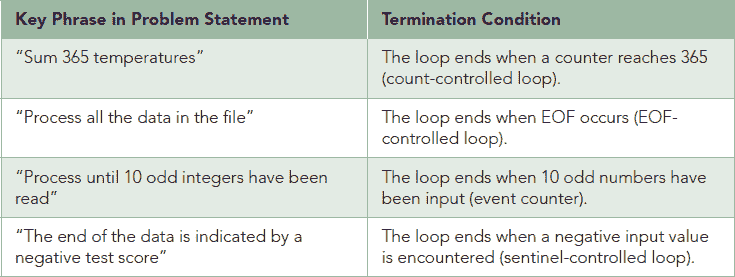 Key Phrase in Problem Statement
Termination Condition
“Sum 365 temperatures”
The loop ends when a counter reaches 365
(count-controlled loop).
“Process all the data in the file”
The loop ends when EOF occurs (EOF-
controlled loop).
“Process until 10 odd integers have been
read”
The loop ends when 10 odd numbers have
been input (event counter).
“The end of the data is indicated by a
negative test score”
The loop ends when a negative input value
is encountered (sentinel-controlled loop).